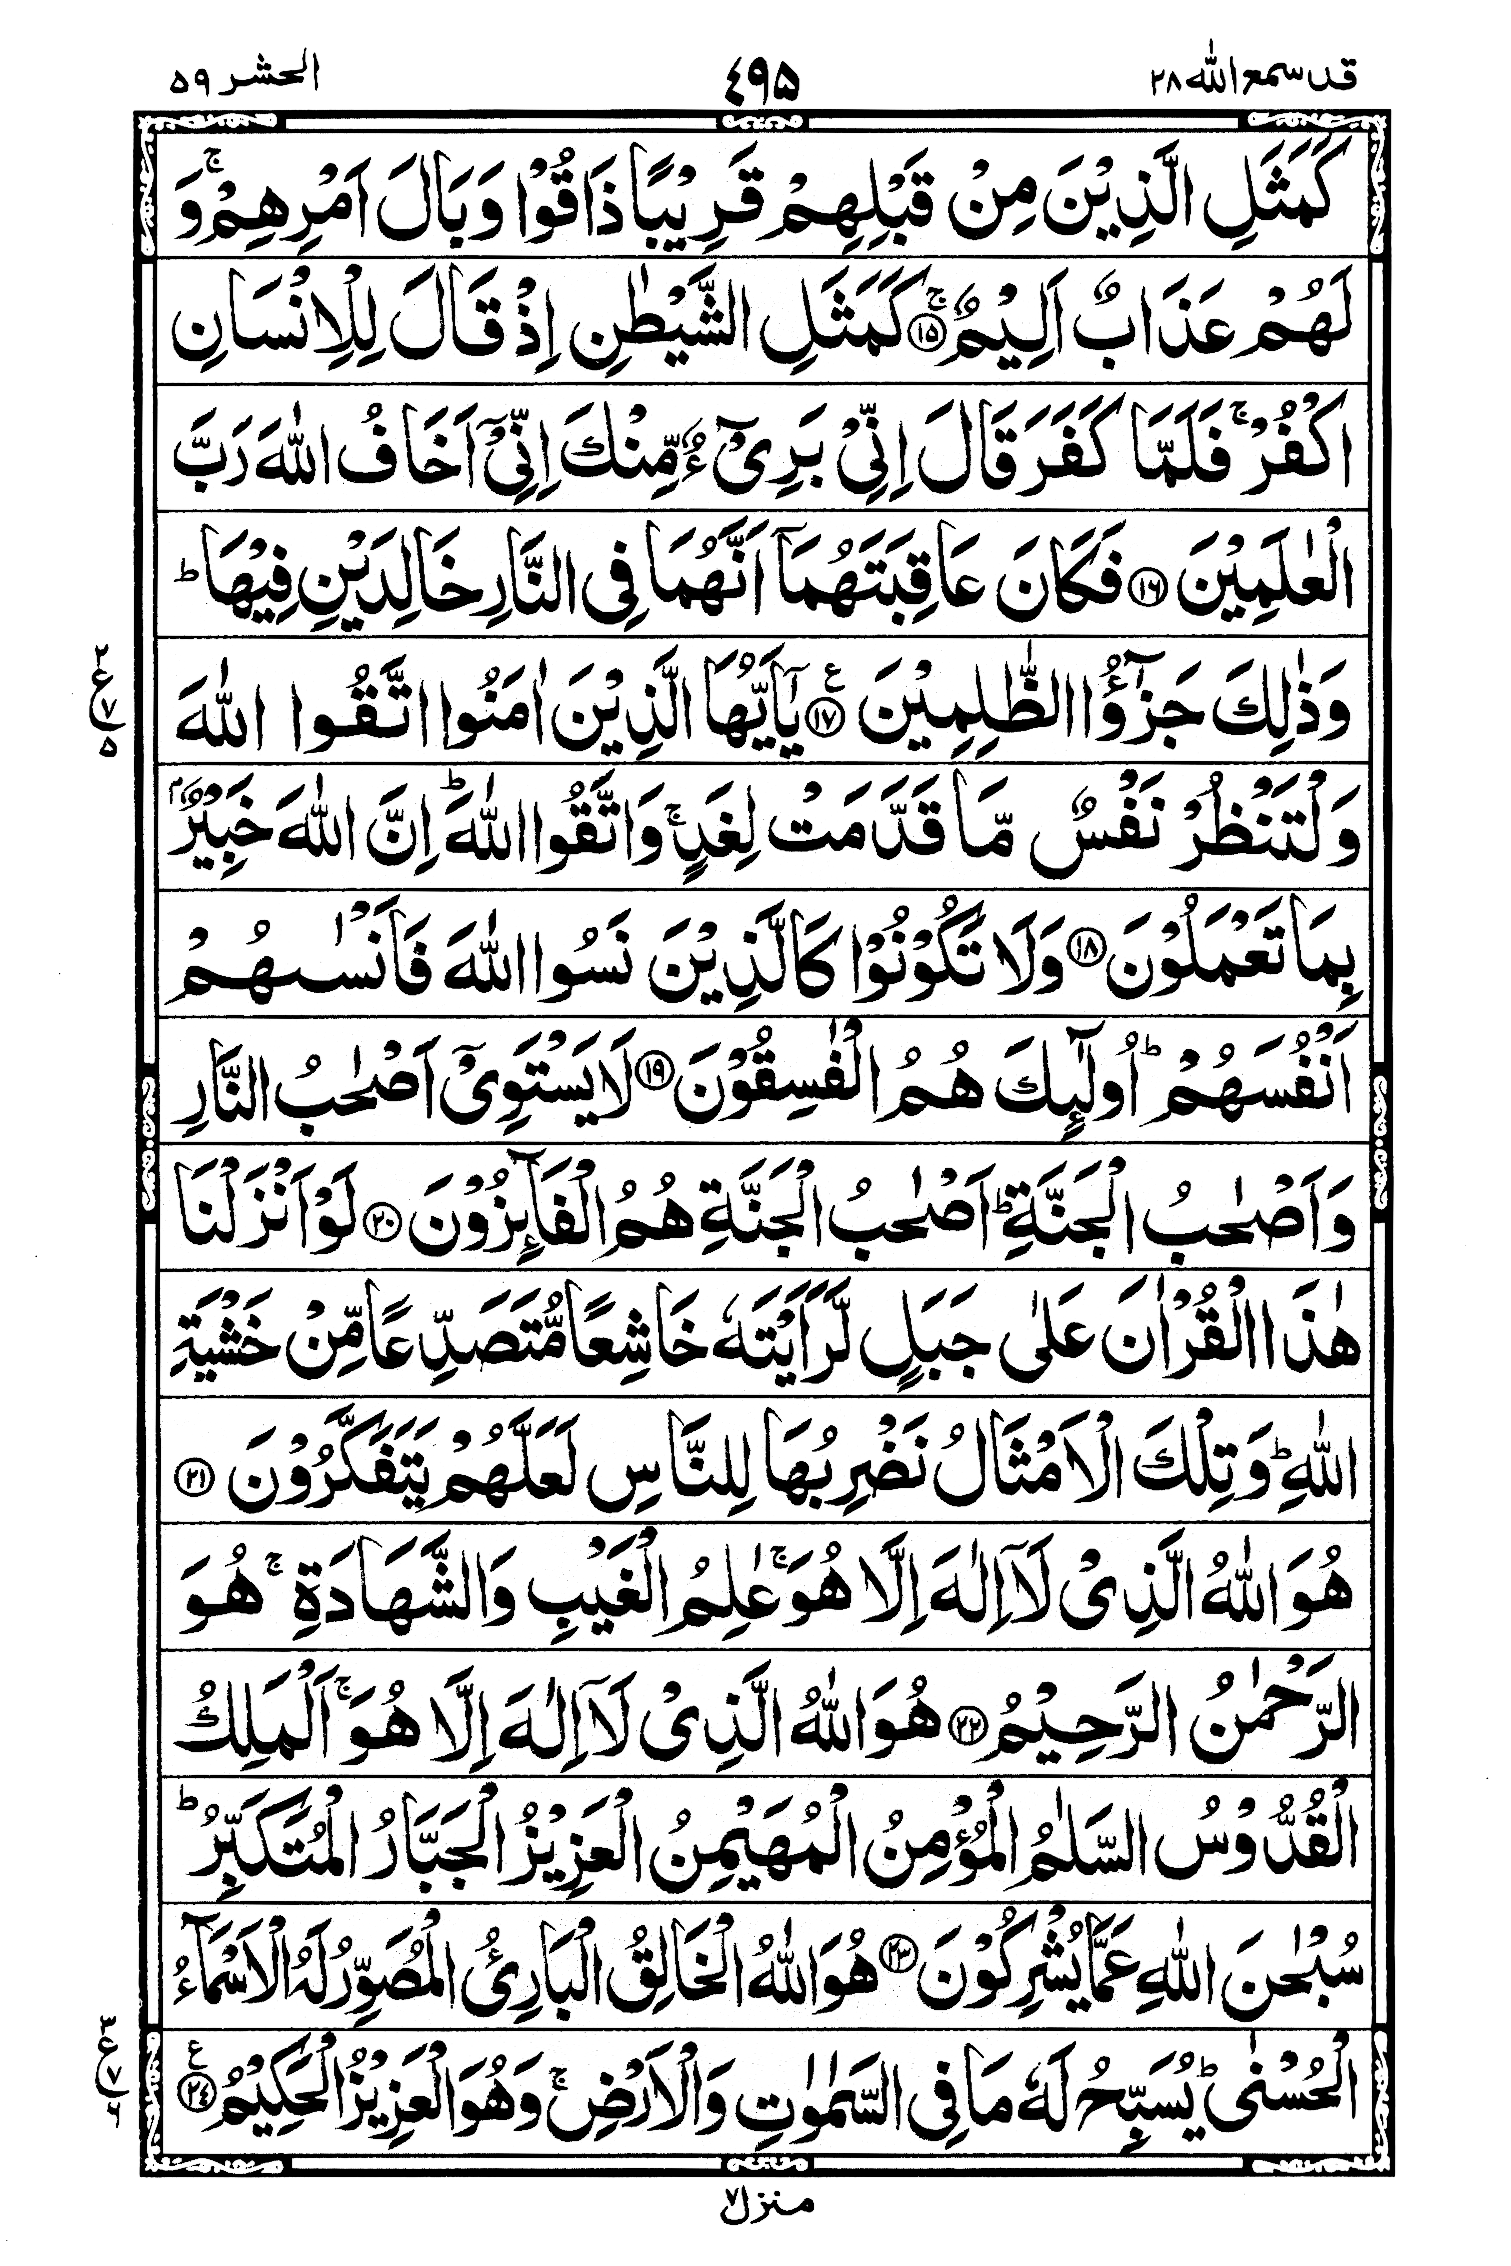 قد سمع الله ٢٨
٤٩٥
الحشر ٥٩
كَمَثَلِ الَّذِيْنَ مِنْ قَبْلِهِمْ قَرِيْبًا ذَاقُوْا وَبَالَ اَمْرِهِمْ ۚ وَ
لَهُمْ عَذَابٌ اَلِيْمٌ ۚ ﴿١٥﴾ كَمَثَلِ الشَّيْطٰنِ اِذْ قَالَ لِلْاِنْسَانِ
اكْفُرْ ۚ فَلَمَّا كَفَرَ قَالَ اِنِّىْ بَرِىْٓءٌ مِّنْكَ اِنِّىْٓ اَخَافُ اللّٰهَ رَبَّ
الْعٰلَمِيْنَ ﴿١٦﴾ فَكَانَ عَاقِبَتَهُمَآ اَنَّهُمَا فِى النَّارِ خَالِدَيْنِ فِيْهَا ؕ
وَذٰلِكَ جَزٰٓؤُا الظّٰلِمِيْنَ ﴿١٧﴾ ع يٰٓاَيُّهَا الَّذِيْنَ اٰمَنُوا اتَّقُوا اللّٰهَ
٢ ع ٧ ٥
وَلْتَنْظُرْ نَفْسٌ مَّا قَدَّمَتْ لِغَدٍ ۚ وَاتَّقُوا اللّٰهَ ؕ اِنَّ اللّٰهَ خَبِيْرٌۢ
بِمَا تَعْمَلُوْنَ ﴿١٨﴾ وَلَا تَكُوْنُوْا كَالَّذِيْنَ نَسُوا اللّٰهَ فَاَنْسٰىهُمْ
اَنْفُسَهُمْ ؕ اُولٰٓئِكَ هُمُ الْفٰسِقُوْنَ ﴿١٩﴾ لَا يَسْتَوِىْٓ اَصْحٰبُ النَّارِ
وَاَصْحٰبُ الْجَنَّةِ ؕ اَصْحٰبُ الْجَنَّةِ هُمُ الْفَآئِزُوْنَ ﴿٢٠﴾ لَوْ اَنْزَلْنَا
هٰذَا الْقُرْاٰنَ عَلٰى جَبَلٍ لَّرَاَيْتَهٗ خَاشِعًا مُّتَصَدِّعًا مِّنْ خَشْيَةِ
اللّٰهِ ؕ وَتِلْكَ الْاَمْثَالُ نَضْرِبُهَا لِلنَّاسِ لَعَلَّهُمْ يَتَفَكَّرُوْنَ ﴿٢١﴾
هُوَ اللّٰهُ الَّذِىْ لَآ اِلٰهَ اِلَّا هُوَ ۚ عٰلِمُ الْغَيْبِ وَالشَّهَادَةِ ۚ هُوَ
الرَّحْمٰنُ الرَّحِيْمُ ﴿٢٢﴾ هُوَ اللّٰهُ الَّذِىْ لَآ اِلٰهَ اِلَّا هُوَ ۚ اَلْمَلِكُ
الْقُدُّوْسُ السَّلٰمُ الْمُؤْمِنُ الْمُهَيْمِنُ الْعَزِيْزُ الْجَبَّارُ الْمُتَكَبِّرُ ؕ
سُبْحٰنَ اللّٰهِ عَمَّا يُشْرِكُوْنَ ﴿٢٣﴾ هُوَ اللّٰهُ الْخَالِقُ الْبَارِئُ الْمُصَوِّرُ لَهُ الْاَسْمَآءُ
الْحُسْنٰى ؕ يُسَبِّحُ لَهٗ مَا فِى السَّمٰوٰتِ وَالْاَرْضِ ۚ وَهُوَ الْعَزِيْزُ الْحَكِيْمُ ﴿٢٤﴾ ع
٣ ع ٧ ٦
منزل ٧